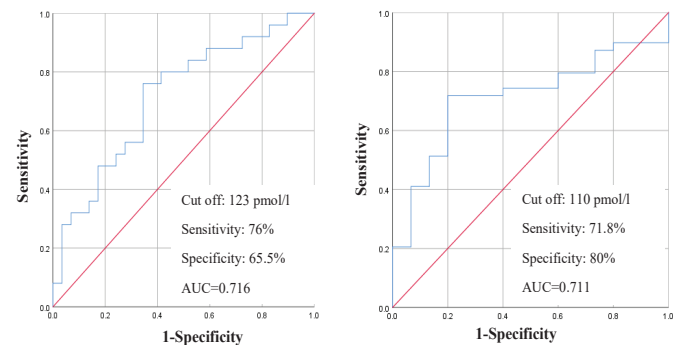 1.0
0.8
0.6
0.4
0.2
0.0
Sensitivity
Cut off: 123 pmol/l
Sensitivity: 76%
Specificity: 65.5%
AUC=0.716
0.0 0.2 0.4 0.6 0.8 1.0
1-Specificity
1.0
0.8
0.6
0.4
0.2
0.0
Sensitivity
Cut off: 110 pmol/l
Sensitivity: 71.8%
Specificity: 80%
AUC=0.711
0.0 0.2 0.4 0.6 0.8 1.0
1-Specificity